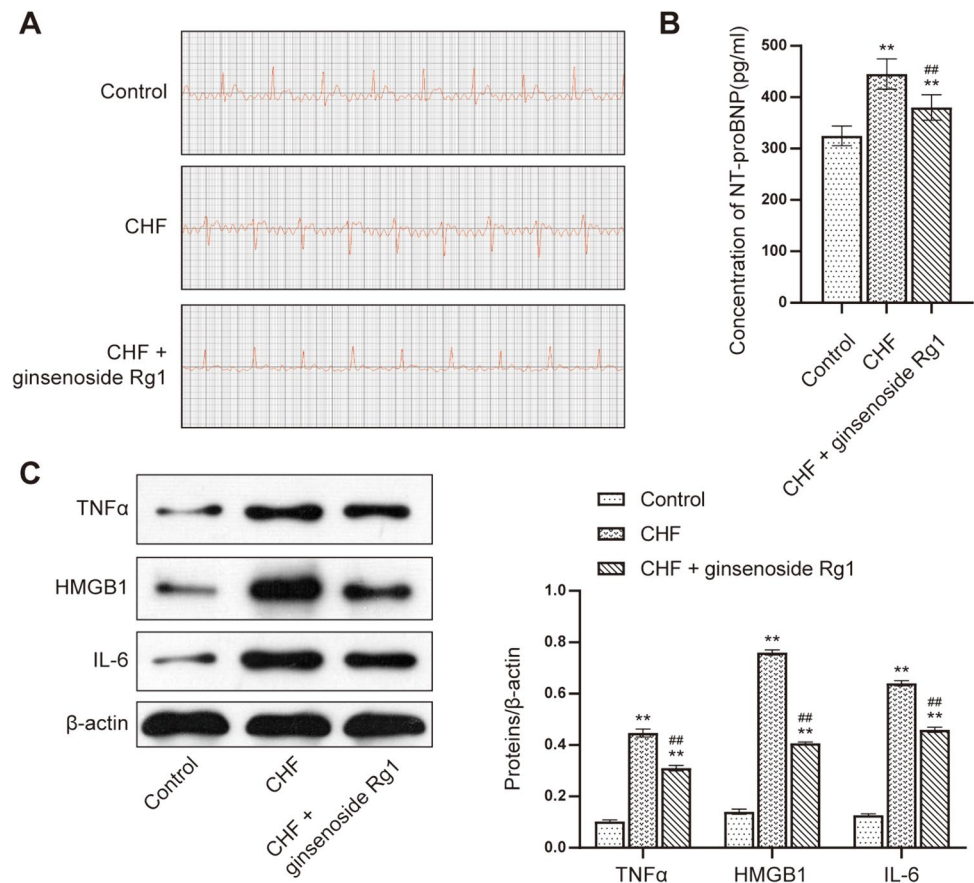 A
Control
CHF
CHF +
ginsenoside Rg1
B
Concentration of NT-proBNP(pg/ml)
500
400
300
200
100
0
**
##
**
Control
CHF
CHF + ginsenoside Rg1
C
TNFα
HMGB1
IL-6
β-actin
Control
CHF
CHF +
ginsenoside Rg1
Control
CHF
CHF + ginsenoside Rg1
Proteins/β-actin
1.0
0.8
0.6
0.4
0.2
0.0
**
##
**
**
##
**
**
##
**
TNFα
HMGB1
IL-6